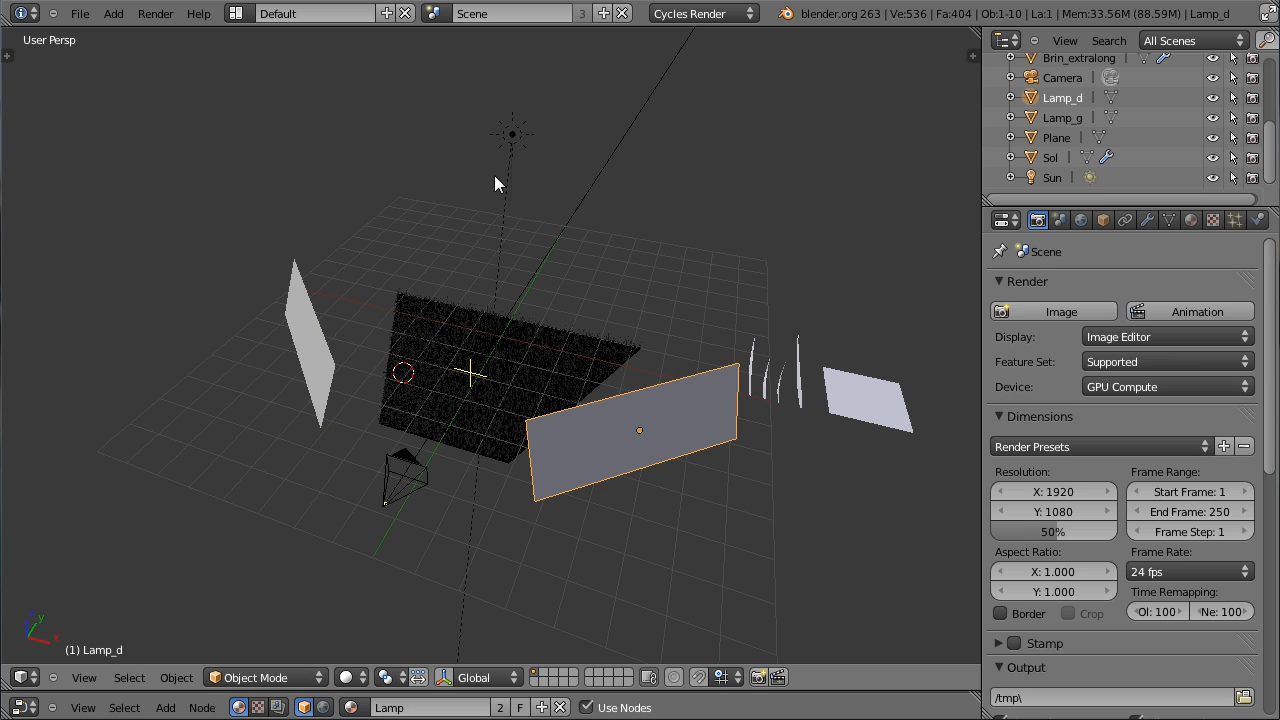 File Add Render Help Default Scene 3 Cycles Render blender.org 263 | Ve:536 | Fa:404 | Ob:1-10 | La:1 | Mem:33.56M (88.59M) | Lamp_d
User Persp
View Search All Scenes
Brin_extralong
Camera
Lamp_d
Lamp_g
Plane
Sol
Sun
Scene
Render
Image Animation
Display: Image Editor
Feature Set: Supported
Device: GPU Compute
Dimensions
Render Presets
Resolution: Frame Range:
X: 1920 Start Frame: 1
Y: 1080 End Frame: 250
50% Frame Step: 1
Aspect Ratio: Frame Rate:
X: 1.000 24 fps
Y: 1.000 Time Remapping:
Border Crop Ol: 100 Ne: 100
Stamp
Output
/tmp\
y
x
(1) Lamp_d
View Select Object Object Mode Global
View Select Add Node Lamp 2 F Use Nodes